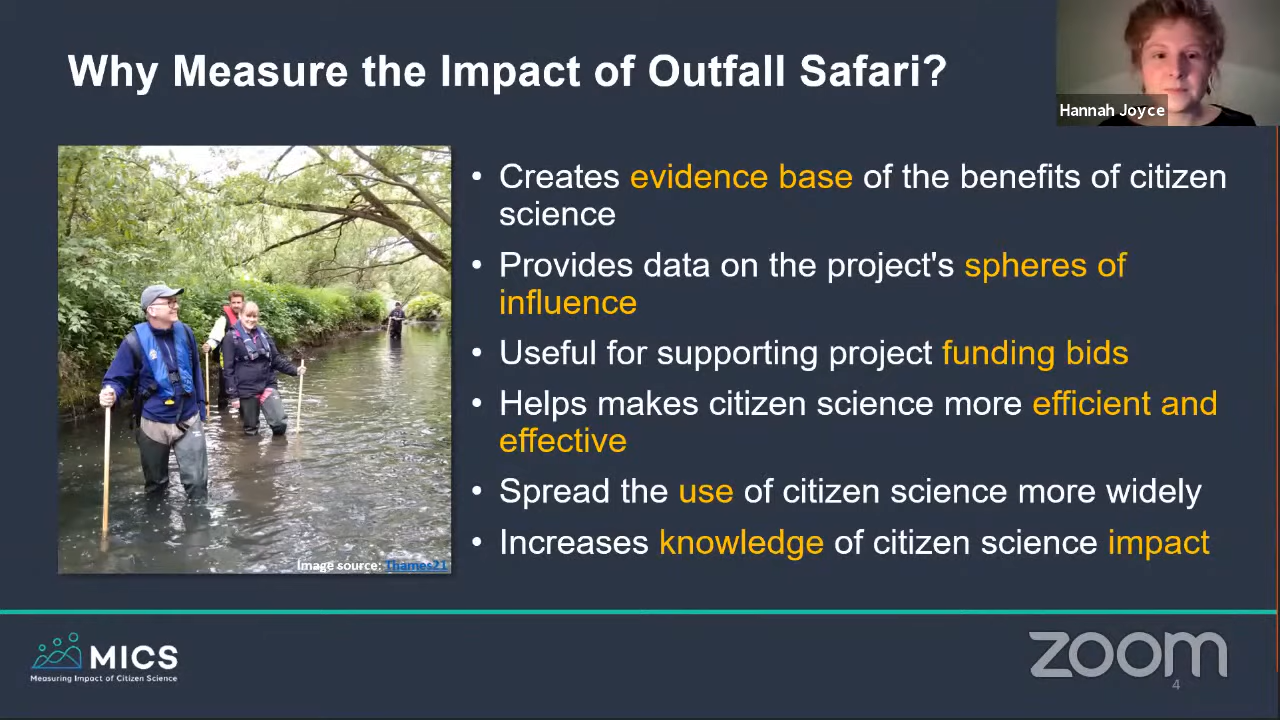 Why Measure the Impact of Outfall Safari?
Hannah Joyce
• Creates evidence base of the benefits of citizen
science
• Provides data on the project's spheres of
influence
• Useful for supporting project funding bids
• Helps makes citizen science more efficient and
effective
• Spread the use of citizen science more widely
• Increases knowledge of citizen science impact
Image source: Thames21
MICS
Measuring Impact of Citizen Science
zoom
4